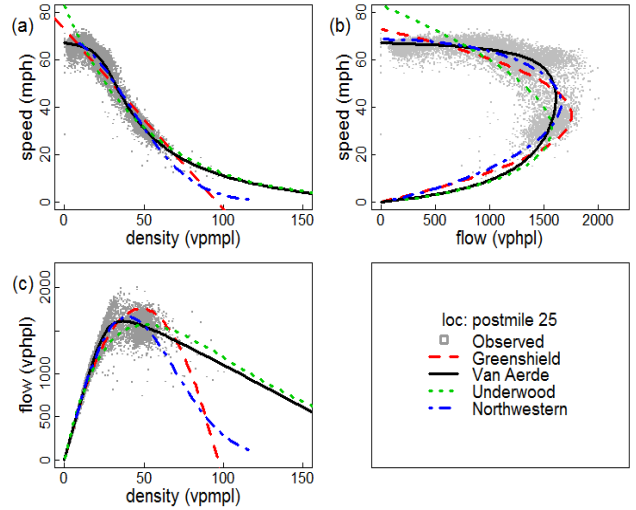 (a)
speed (mph)
0 20 40 60 80
0 50 100 150
density (vpmpl)
(b)
speed (mph)
0 20 40 60 80
0 500 1000 1500 2000
flow (vphpl)
(c)
flow (vphpl)
0 1000 2000
0 50 100 150
density (vpmpl)
loc: postmile 25
Observed
Greenshield
Van Aerde
Underwood
Northwestern